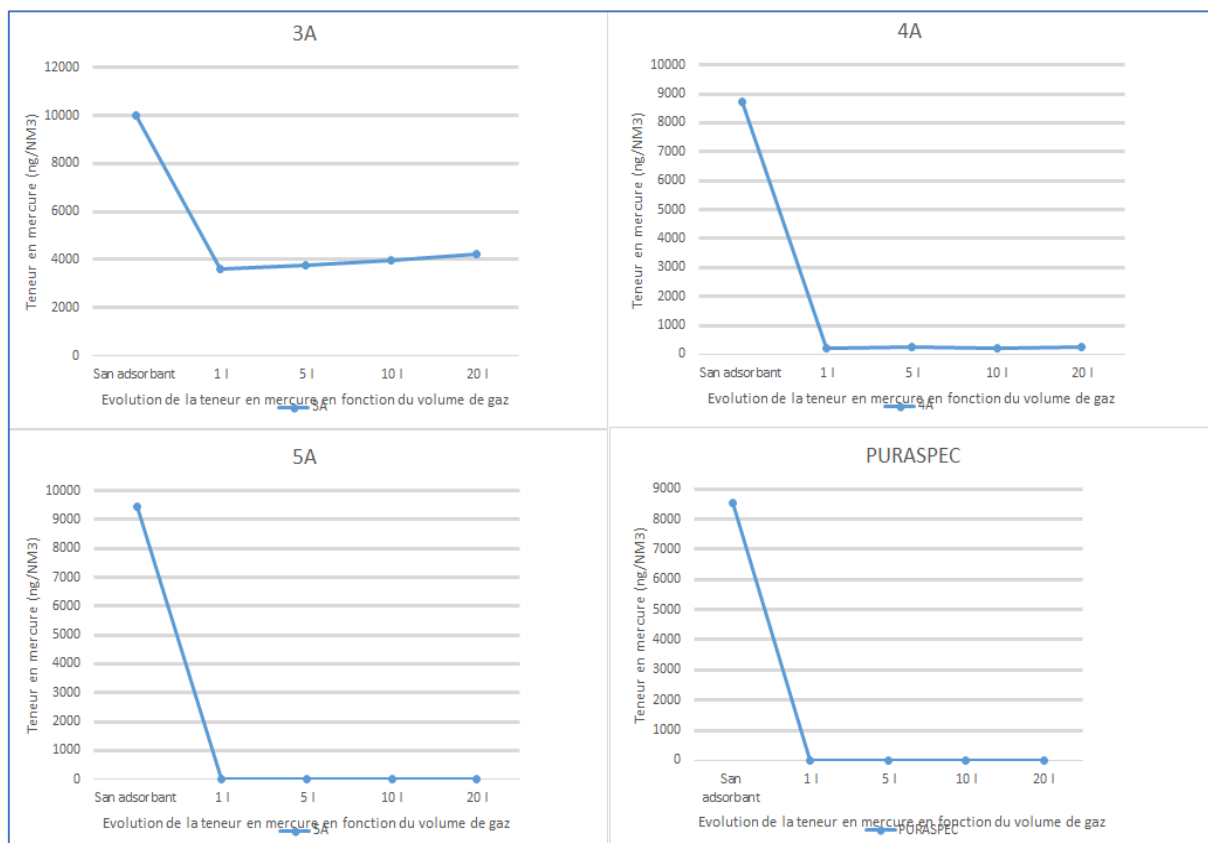 3A
Teneur en mercure (ng/NM3)
12000
10000
8000
6000
4000
2000
0
San adsorbant 1 l 5 l 10 l 20 l
Evolution de la teneur en mercure en fonction du volume de gaz
3A
4A
Teneur en mercure (ng/NM3)
10000
9000
8000
7000
6000
5000
4000
3000
2000
1000
0
San adsorbant 1 l 5 l 10 l 20 l
Evolution de la teneur en mercure en fonction du volume de gaz
4A
5A
Teneur en mercure (ng/NM3)
10000
9000
8000
7000
6000
5000
4000
3000
2000
1000
0
San adsorbant 1 l 5 l 10 l 20 l
Evolution de la teneur en mercure en fonction du volume de gaz
5A
PURASPEC
Teneur en mercure (ng/NM3)
9000
8000
7000
6000
5000
4000
3000
2000
1000
0
San
adsorbant
1 l 5 l 10 l 20 l
Evolution de la teneur en mercure en fonction du volume de gaz
PURASPEC